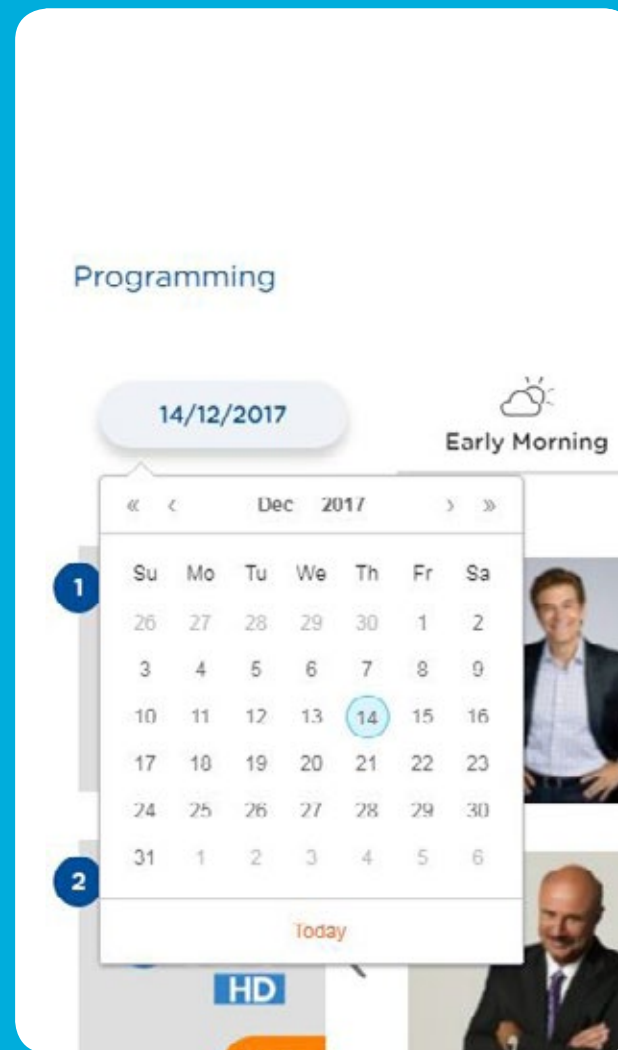 Programming
14/12/2017
Early Morning
« ‹ Dec 2017 › »
Su Mo Tu We Th Fr Sa
26 27 28 29 30 1 2
3 4 5 6 7 8 9
10 11 12 13 14 15 16
17 18 19 20 21 22 23
24 25 26 27 28 29 30
31 1 2 3 4 5 6
Today
1
2
HD